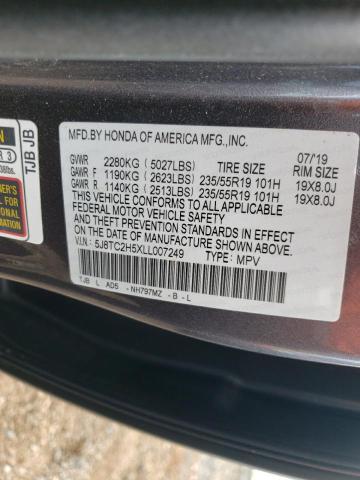 MFD.BY HONDA OF AMERICA MFG.,INC.
GVWR 2280KG (5027LBS) TIRE SIZE 07/19 RIM SIZE
GAWR F 1190KG (2623LBS) 235/55R19 101H 19X8.0J
GAWR R 1140KG (2513LBS) 235/55R19 101H 19X8.0J
THIS VEHICLE CONFORMS TO ALL APPLICABLE
FEDERAL MOTOR VEHICLE SAFETY
AND THEFT PREVENTION STANDARDS IN EFFECT
ON THE DATE OF MANUFACTURE SHOWN ABOVE.
V.I.N.: 5J8TC2H5XLL007249 TYPE: MPV
TJB L AD5 -NH797MZ -B-L
TJB JB
R 3